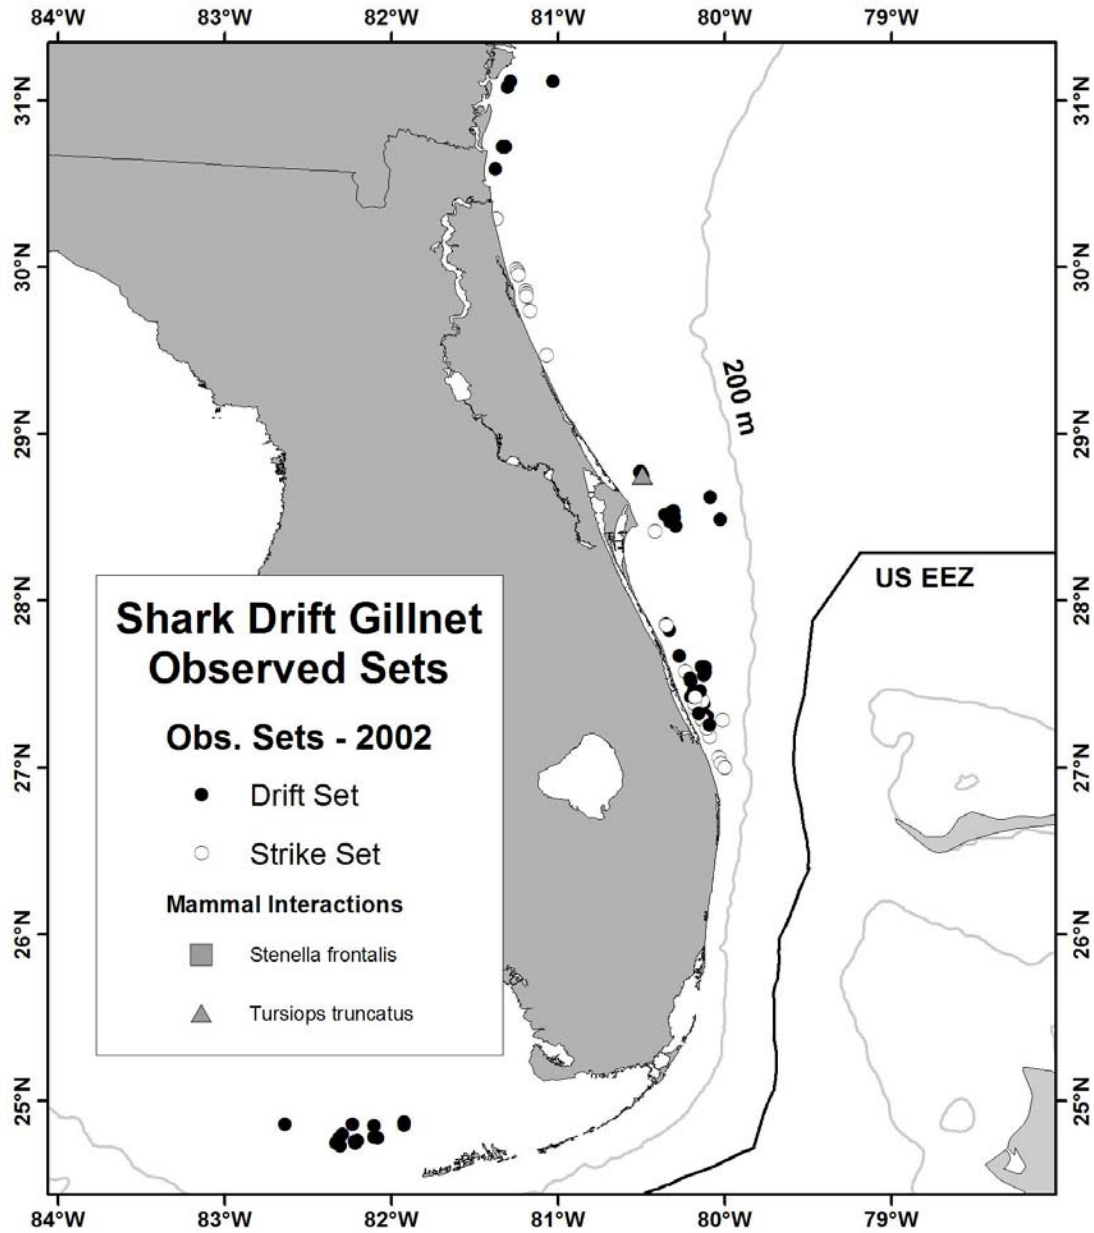 84°W 83°W 82°W 81°W 80°W 79°W
31°N 31°N
30°N 30°N
200 m
29°N 29°N
US EEZ
28°N 28°N
Shark Drift Gillnet
Observed Sets
Obs. Sets - 2002
27°N 27°N
Drift Set
Strike Set
Mammal Interactions
26°N 26°N
Stenella frontalis
Tursiops truncatus
25°N 25°N
84°W 83°W 82°W 81°W 80°W 79°W